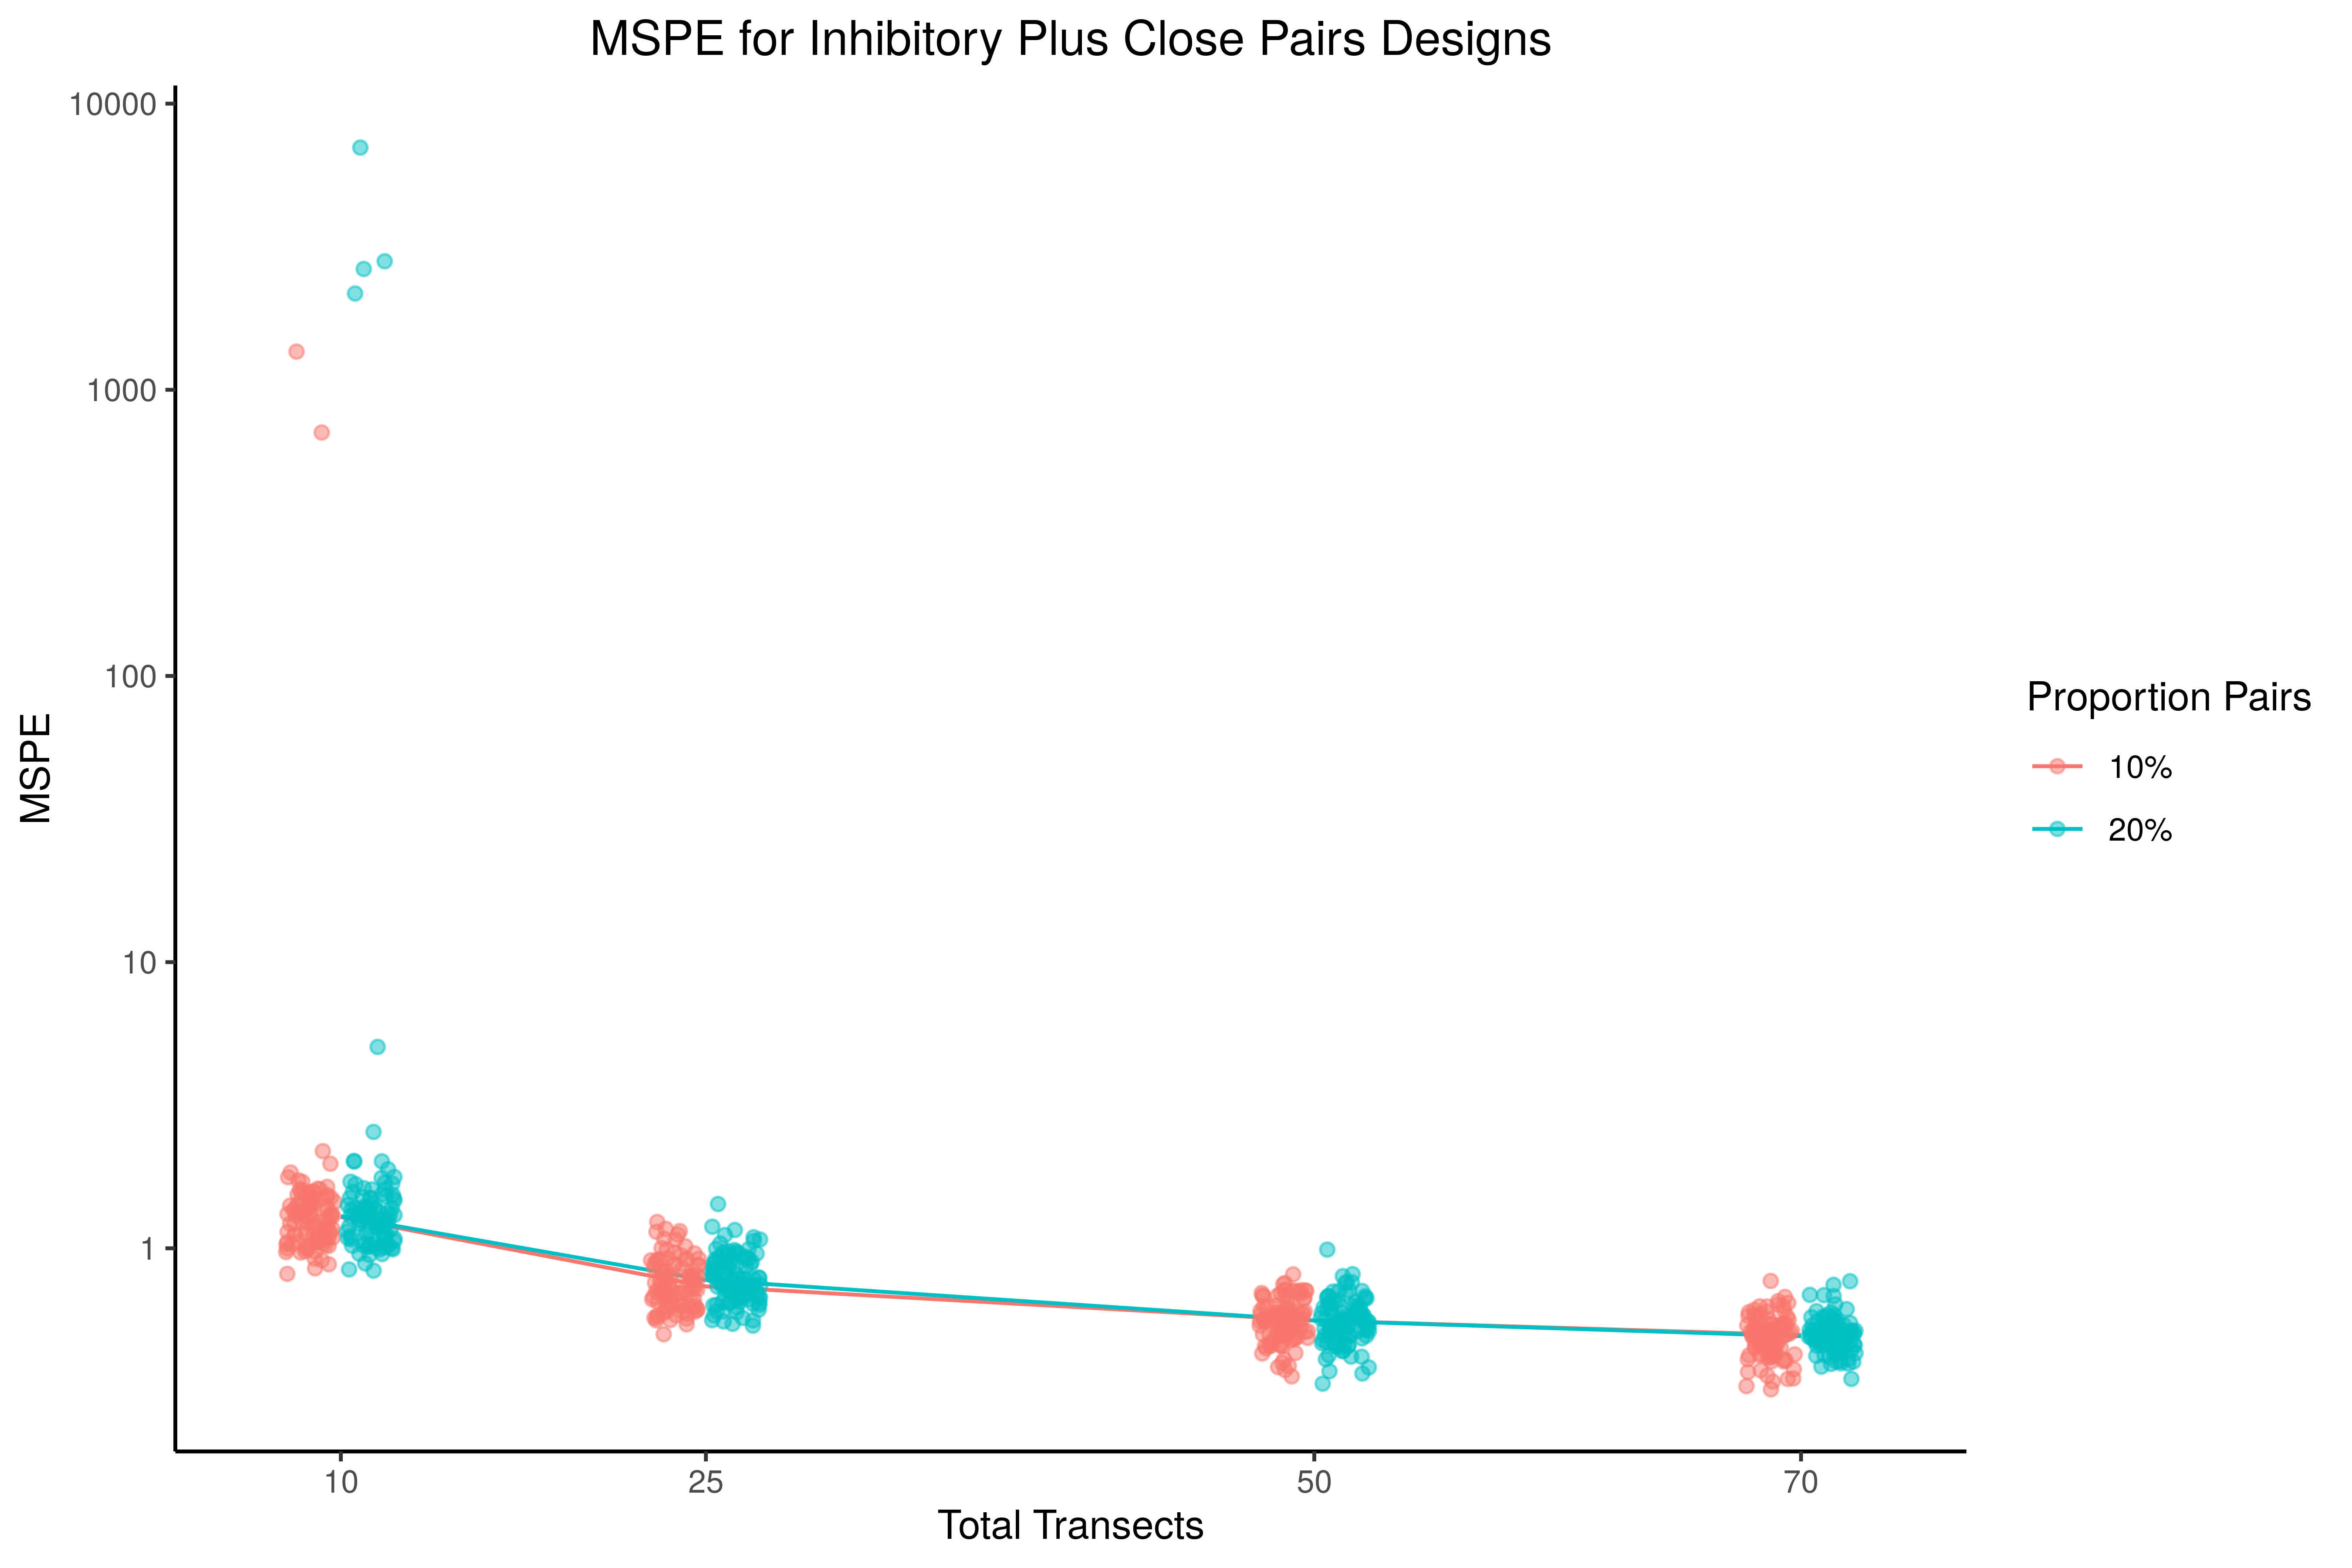 MSPE for Inhibitory Plus Close Pairs Designs
10000
1000
100
10
1
MSPE
10
25
50
70
Total Transects
Proportion Pairs
10%
20%